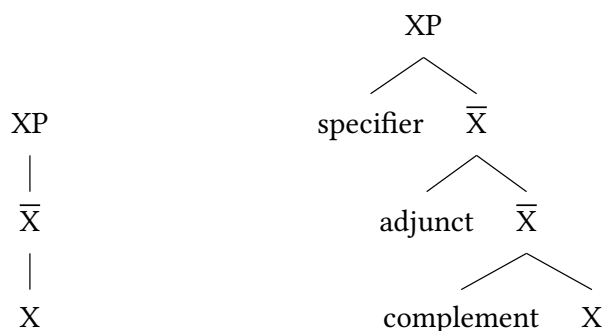 XP
specifier X̅
XP
X̅
adjunct X̅
X
complement X